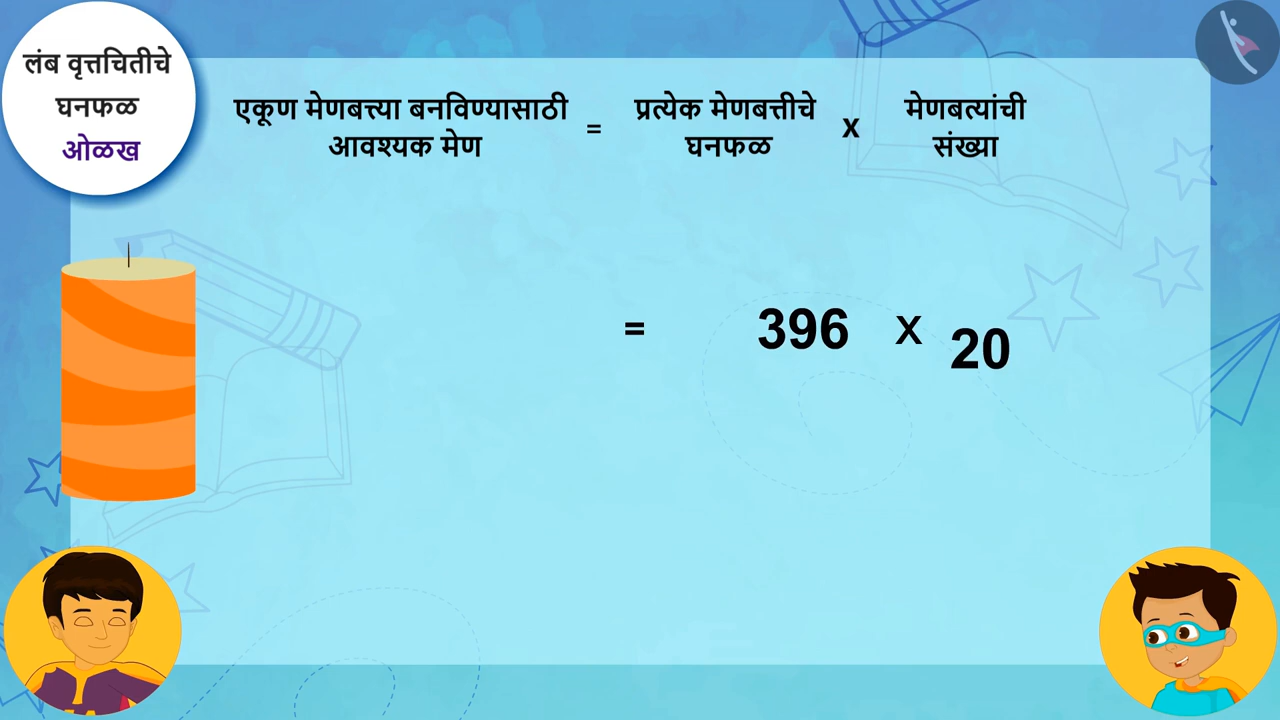 लंब वृत्तचितीचे
घनफळ
ओळख
एकूण मेणबत्त्या बनविण्यासाठी
आवश्यक मेण
=
प्रत्येक मेणबत्तीचे
घनफळ
X
मेणबत्यांची
संख्या
= 396 X 20